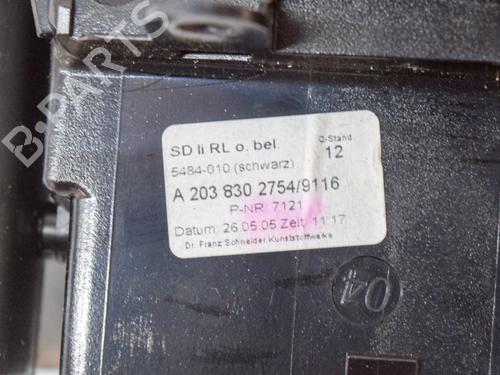 SD li RL o. bel.
Q-Stand
5484-010 (schwarz)
12
A 203 830 2754/9116
P-NR. 7121
Datum: 26.05.05 Zeit: 11:17
Dr. Franz Schneider Kunststoffwerke
04
B-PARTS